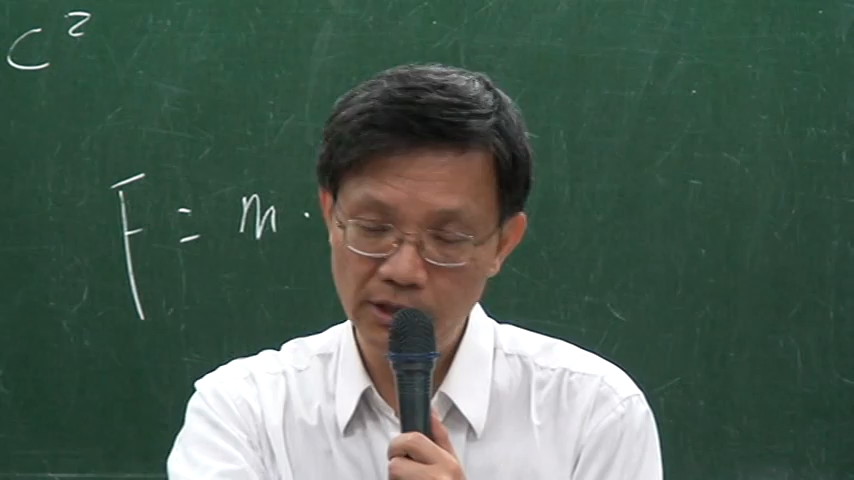 c²
F = m ·